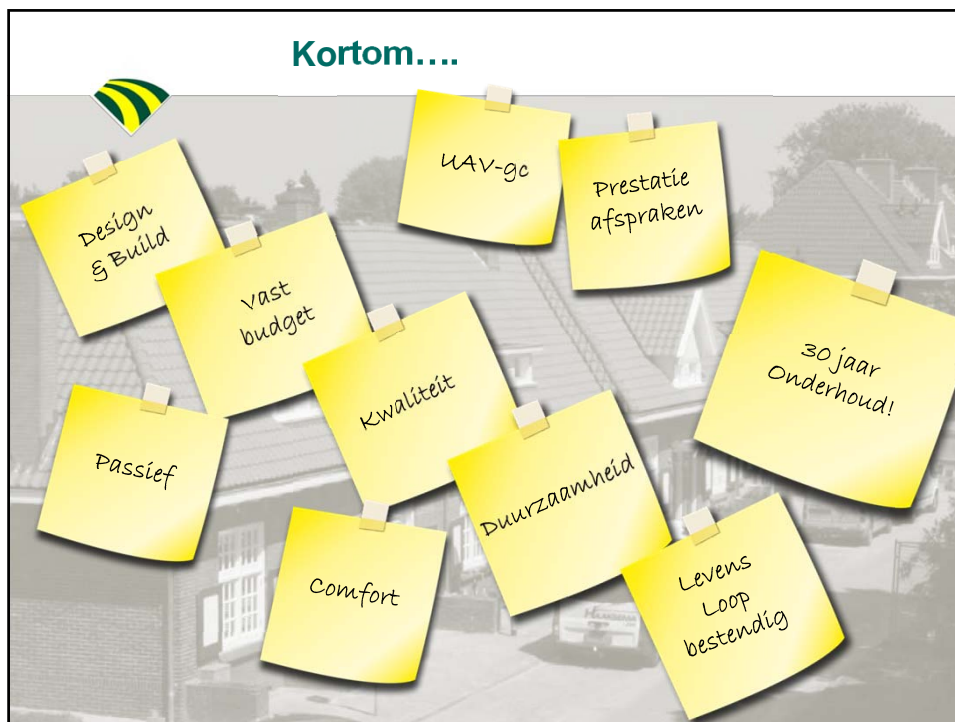 Kortom....
UAV-gc
Prestatie
afspraken
Design
& Build
Vast
budget
30 jaar
Onderhoud!
Kwaliteit
Passief
Duurzaamheid
Comfort
Levens
Loop
bestendig